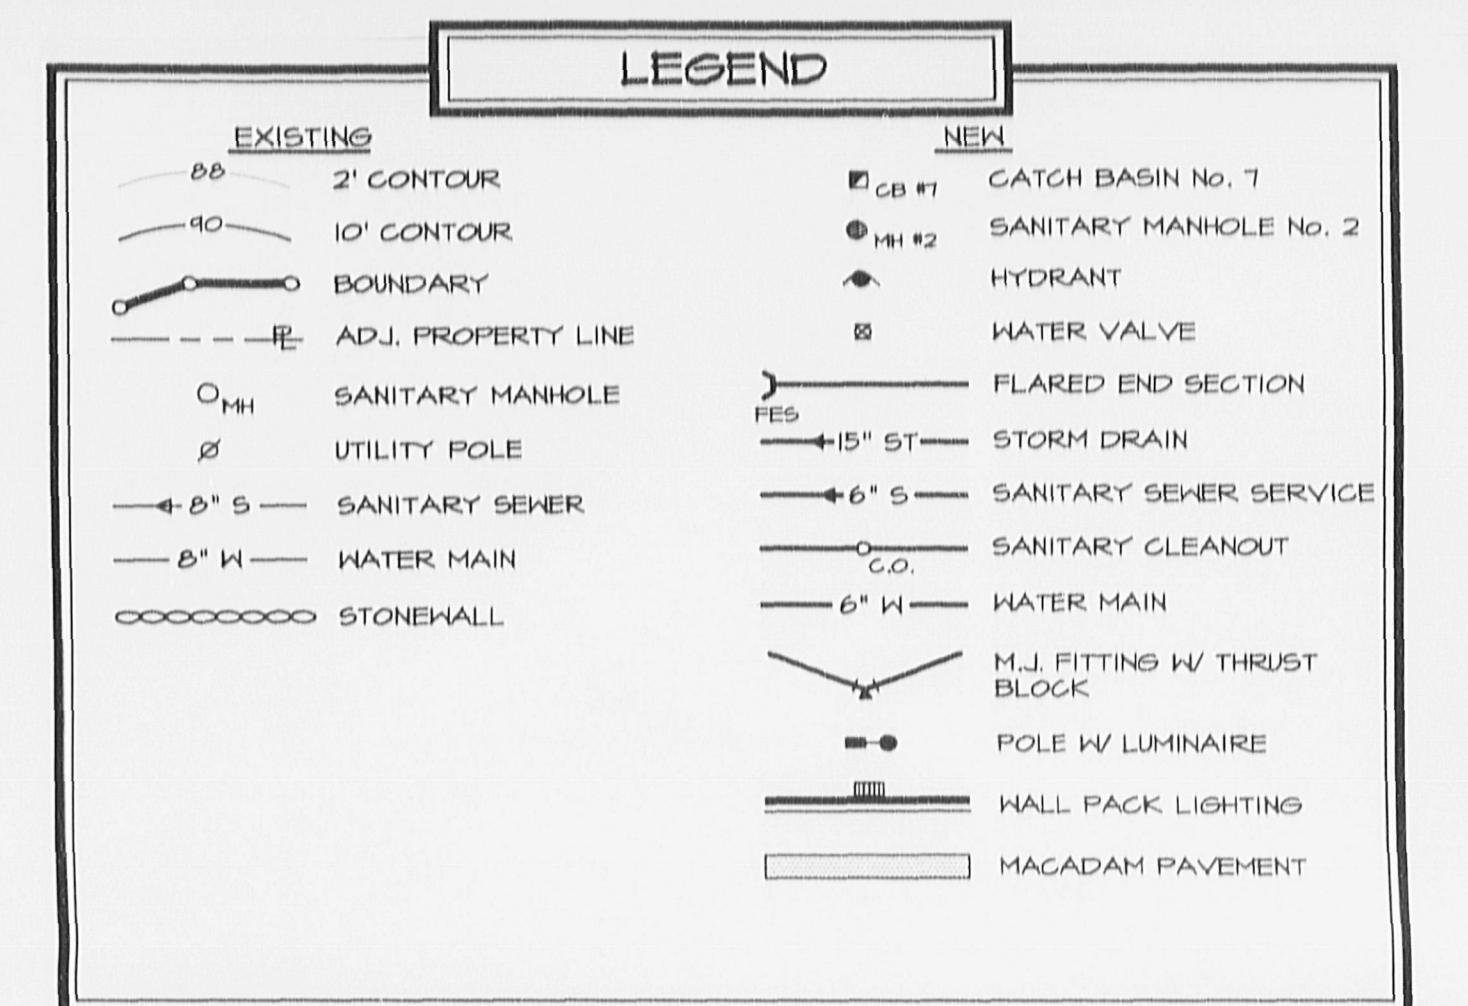 LEGEND
EXISTING
88 2' CONTOUR
90 10' CONTOUR
BOUNDARY
PL ADJ. PROPERTY LINE
MH SANITARY MANHOLE
UTILITY POLE
8" S SANITARY SEWER
8" W WATER MAIN
STONEWALL
NEW
CB #7 CATCH BASIN No. 7
MH #2 SANITARY MANHOLE No. 2
HYDRANT
WATER VALVE
FLARED END SECTION
FES
15" ST STORM DRAIN
6" S SANITARY SEWER SERVICE
SANITARY CLEANOUT
C.O.
6" W WATER MAIN
M.J. FITTING W/ THRUST
BLOCK
POLE W/ LUMINAIRE
WALL PACK LIGHTING
MACADAM PAVEMENT